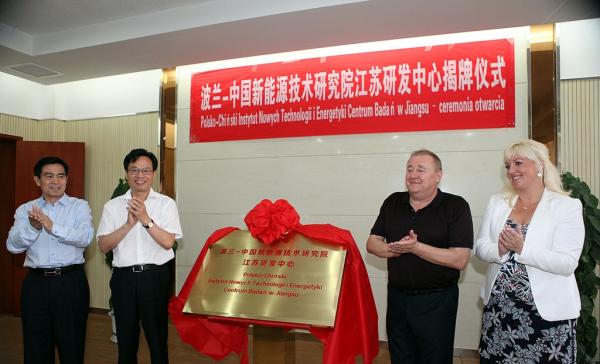 波兰-中国新能源技术研究院江苏研发中心揭牌仪式
Polsko-Chiński Instytut Nowych Technologii i Energetyki Centrum Badań w Jiangsu - ceremonia otwarcia
波兰-中国新能源技术研究院
江苏研发中心
Polsko-Chiński
Instytut Nowych Technologii i Energetyki
Centrum Badań w Jiangsu